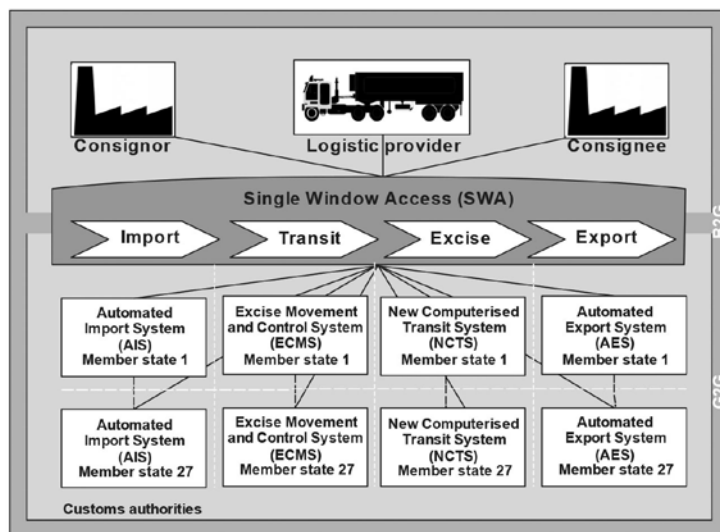 Consignor
Logistic provider
Consignee
Single Window Access (SWA)
Import
Transit
Excise
Export
B2G
Automated
Import System
(AIS)
Member state 1
Excise Movement
and Control System
(ECMS)
Member state 1
New Computerised
Transit System
(NCTS)
Member state 1
Automated
Export System
(AES)
Member state 1
G2G
Automated
Import System
(AIS)
Member state 27
Excise Movement
and Control System
(ECMS)
Member state 27
New Computerised
Transit System
(NCTS)
Member state 27
Automated
Export System
(AES)
Member state 27
Customs authorities